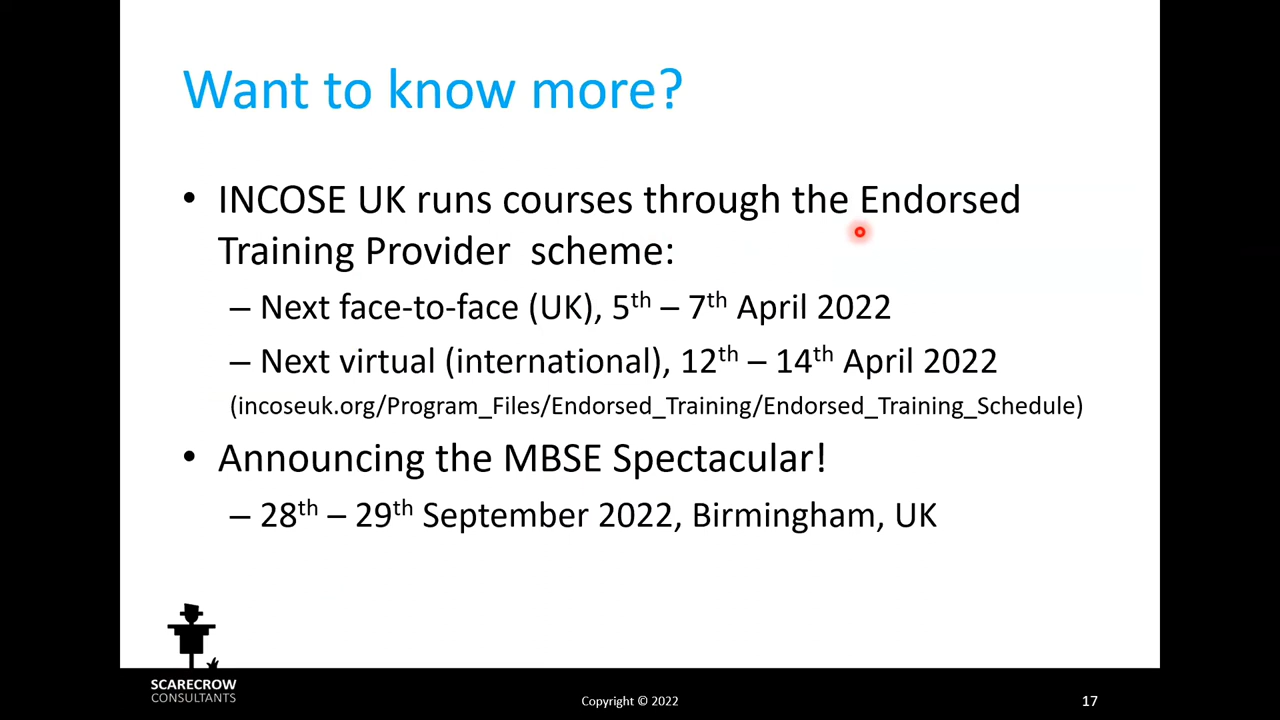 Want to know more?
• INCOSE UK runs courses through the Endorsed
Training Provider  scheme:
– Next face-to-face (UK), 5th – 7th April 2022
– Next virtual (international), 12th – 14th April 2022
(incoseuk.org/Program_Files/Endorsed_Training/Endorsed_Training_Schedule)
• Announcing the MBSE Spectacular!
– 28th – 29th September 2022, Birmingham, UK
SCARECROW
CONSULTANTS
Copyright © 2022
17